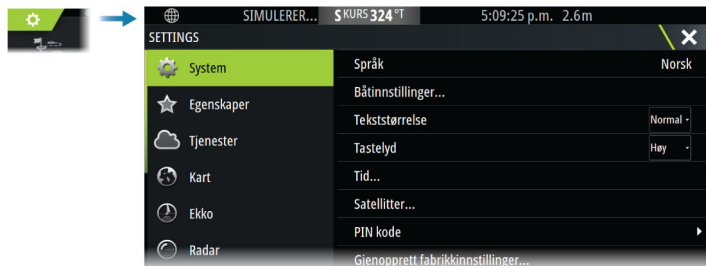 SIMULERER... SKURS 324 °T 5:09:25 p.m. 2.6m
SETTINGS
System
Egenskaper
Tjenester
Kart
Ekko
Radar
Språk Norsk
Båtinnstillinger...
Tekststørrelse Normal
Tastelyd Høy
Tid...
Satellitter...
PIN kode
Gjenopprett fabrikkinnstillinger...